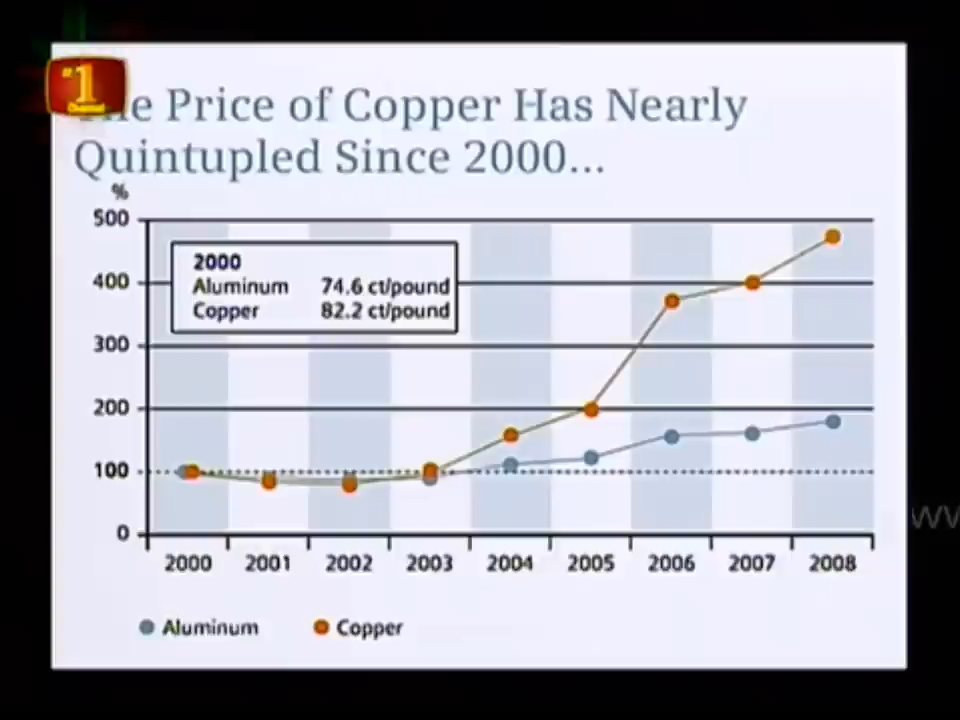 1
The Price of Copper Has Nearly
Quintupled Since 2000...
%
500
400
300
200
100
0
2000
Aluminum 74.6 ct/pound
Copper 82.2 ct/pound
2000 2001 2002 2003 2004 2005 2006 2007 2008
Aluminum Copper